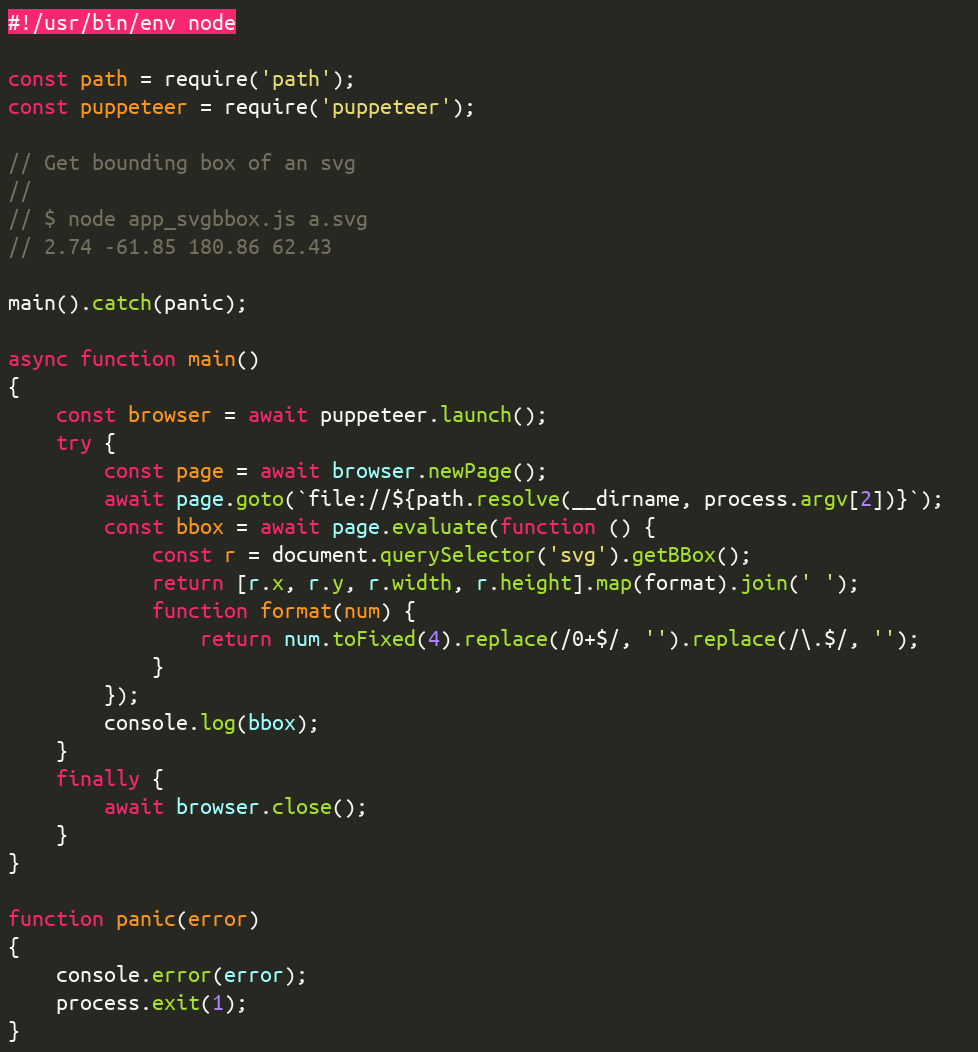 #!/usr/bin/env node

const path = require('path');
const puppeteer = require('puppeteer');

// Get bounding box of an svg
//
// $ node app_svgbbox.js a.svg
// 2.74 -61.85 180.86 62.43

main().catch(panic);

async function main()
{
    const browser = await puppeteer.launch();
    try {
        const page = await browser.newPage();
        await page.goto(`file://${path.resolve(__dirname, process.argv[2])}`);
        const bbox = await page.evaluate(function () {
            const r = document.querySelector('svg').getBBox();
            return [r.x, r.y, r.width, r.height].map(format).join(' ');
            function format(num) {
                return num.toFixed(4).replace(/0+$/, '').replace(/\.$/, '');
            }
        });
        console.log(bbox);
    }
    finally {
        await browser.close();
    }
}

function panic(error)
{
    console.error(error);
    process.exit(1);
}